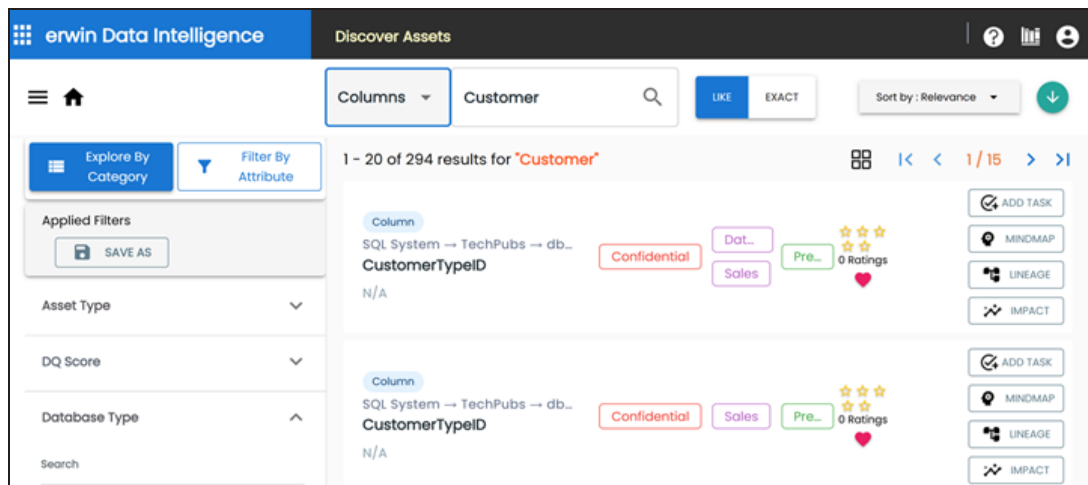 erwin Data Intelligence
Discover Assets
Columns
Customer
LIKE
EXACT
Sort by : Relevance
Explore By
Category
Filter By
Attribute
1 - 20 of 294 results for "Customer"
1 / 15
Applied Filters
SAVE AS
Asset Type
DQ Score
Database Type
Search
Column
SQL System → TechPubs → db...
CustomerTypeID
N/A
Confidential
Dat...
Sales
Pre...
0 Ratings
ADD TASK
MINDMAP
LINEAGE
IMPACT
Column
SQL System → TechPubs → db...
CustomerTypeID
N/A
Confidential
Sales
Pre...
0 Ratings
ADD TASK
MINDMAP
LINEAGE
IMPACT